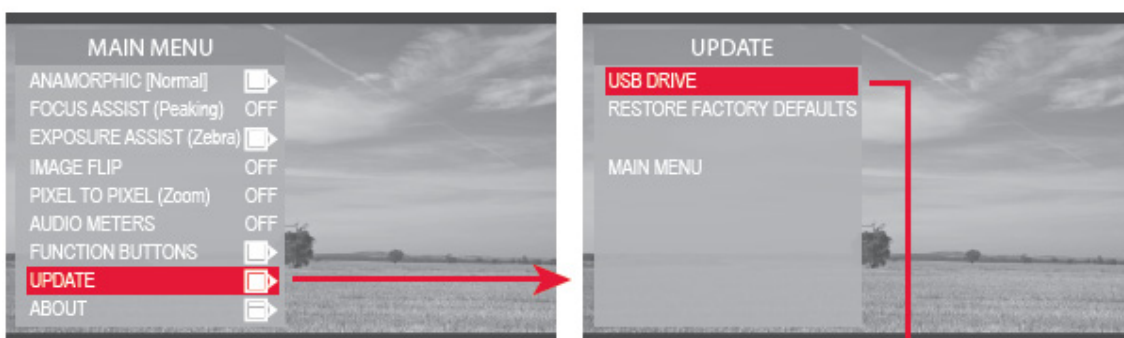 MAIN MENU
ANAMORPHIC [Normal]
FOCUS ASSIST (Peaking) OFF
EXPOSURE ASSIST (Zebra)
IMAGE FLIP OFF
PIXEL TO PIXEL (Zoom) OFF
AUDIO METERS OFF
FUNCTION BUTTONS
UPDATE
ABOUT
UPDATE
USB DRIVE
RESTORE FACTORY DEFAULTS
MAIN MENU